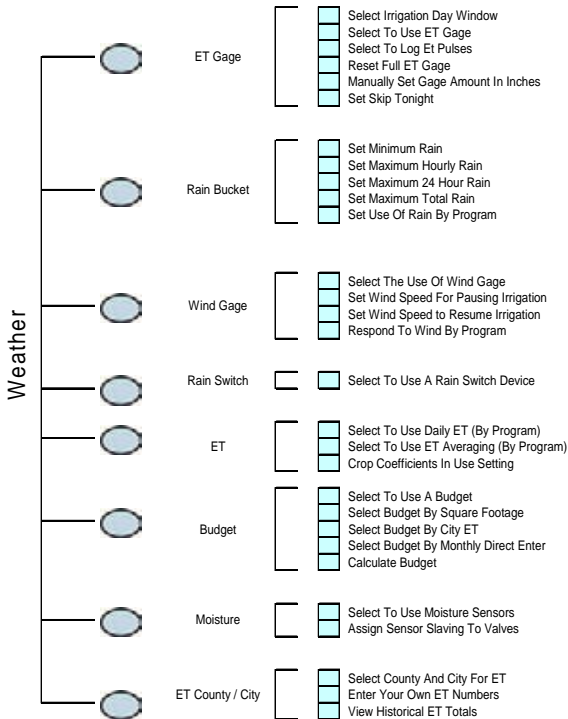 Weather
ET Gage
Select Irrigation Day Window
Select To Use ET Gage
Select To Log Et Pulses
Reset Full ET Gage
Manually Set Gage Amount In Inches
Set Skip Tonight
Rain Bucket
Set Minimum Rain
Set Maximum Hourly Rain
Set Maximum 24 Hour Rain
Set Maximum Total Rain
Set Use Of Rain By Program
Wind Gage
Select The Use Of Wind Gage
Set Wind Speed For Pausing Irrigation
Set Wind Speed to Resume Irrigation
Respond To Wind By Program
Rain Switch
Select To Use A Rain Switch Device
ET
Select To Use Daily ET (By Program)
Select To Use ET Averaging (By Program)
Crop Coefficients In Use Setting
Budget
Select To Use A Budget
Select Budget By Square Footage
Select Budget By City ET
Select Budget By Monthly Direct Enter
Calculate Budget
Moisture
Select To Use Moisture Sensors
Assign Sensor Slaving To Valves
ET County / City
Select County And City For ET
Enter Your Own ET Numbers
View Historical ET Totals